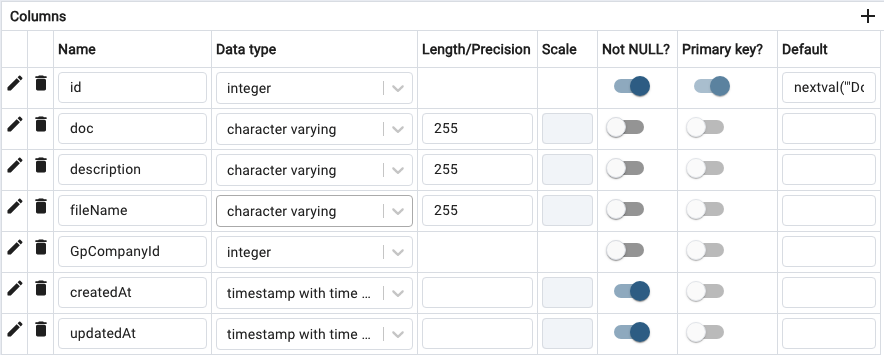 Columns
Name Data type Length/Precision Scale Not NULL? Primary key? Default
id integer nextval('"Do
doc character varying 255
description character varying 255
fileName character varying 255
GpCompanyId integer
createdAt timestamp with time ...
updatedAt timestamp with time ...